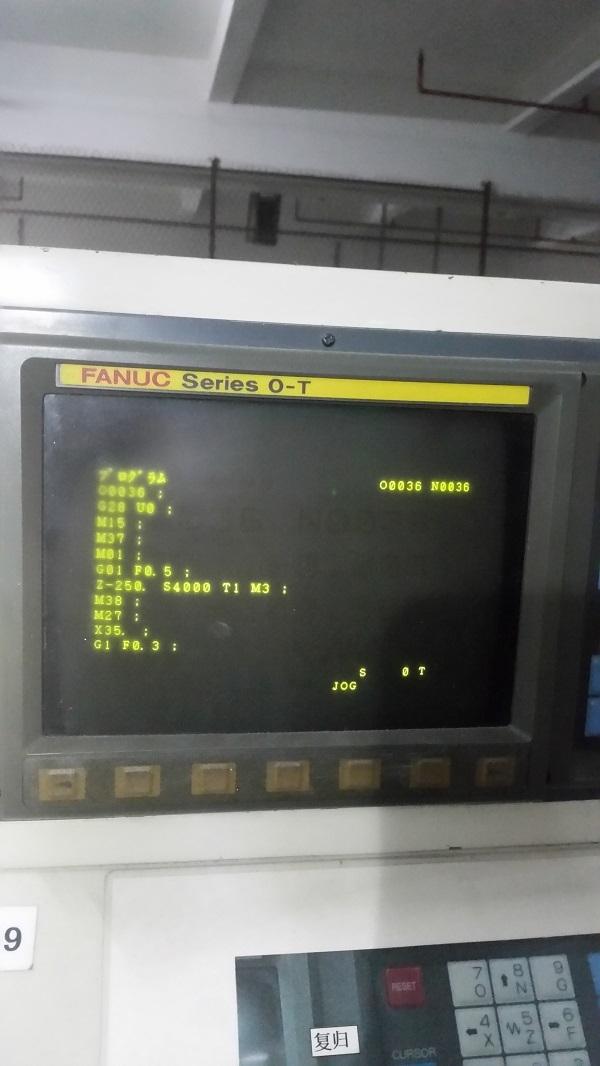 FANUC Series O-T
プログラム
O0036 N0036
O0036 ;
G28 U0 ;
M15 ;
M37 ;
M01 ;
G01 F0.5 ;
Z-250. S4000 T1 M3 ;
M38 ;
M27 ;
X35. ;
G1 F0.3 ;
S 0 T
JOG
9
RESET
7 O
8 N
9 G
4 X
5 Z
6 F
复归
CURSOR